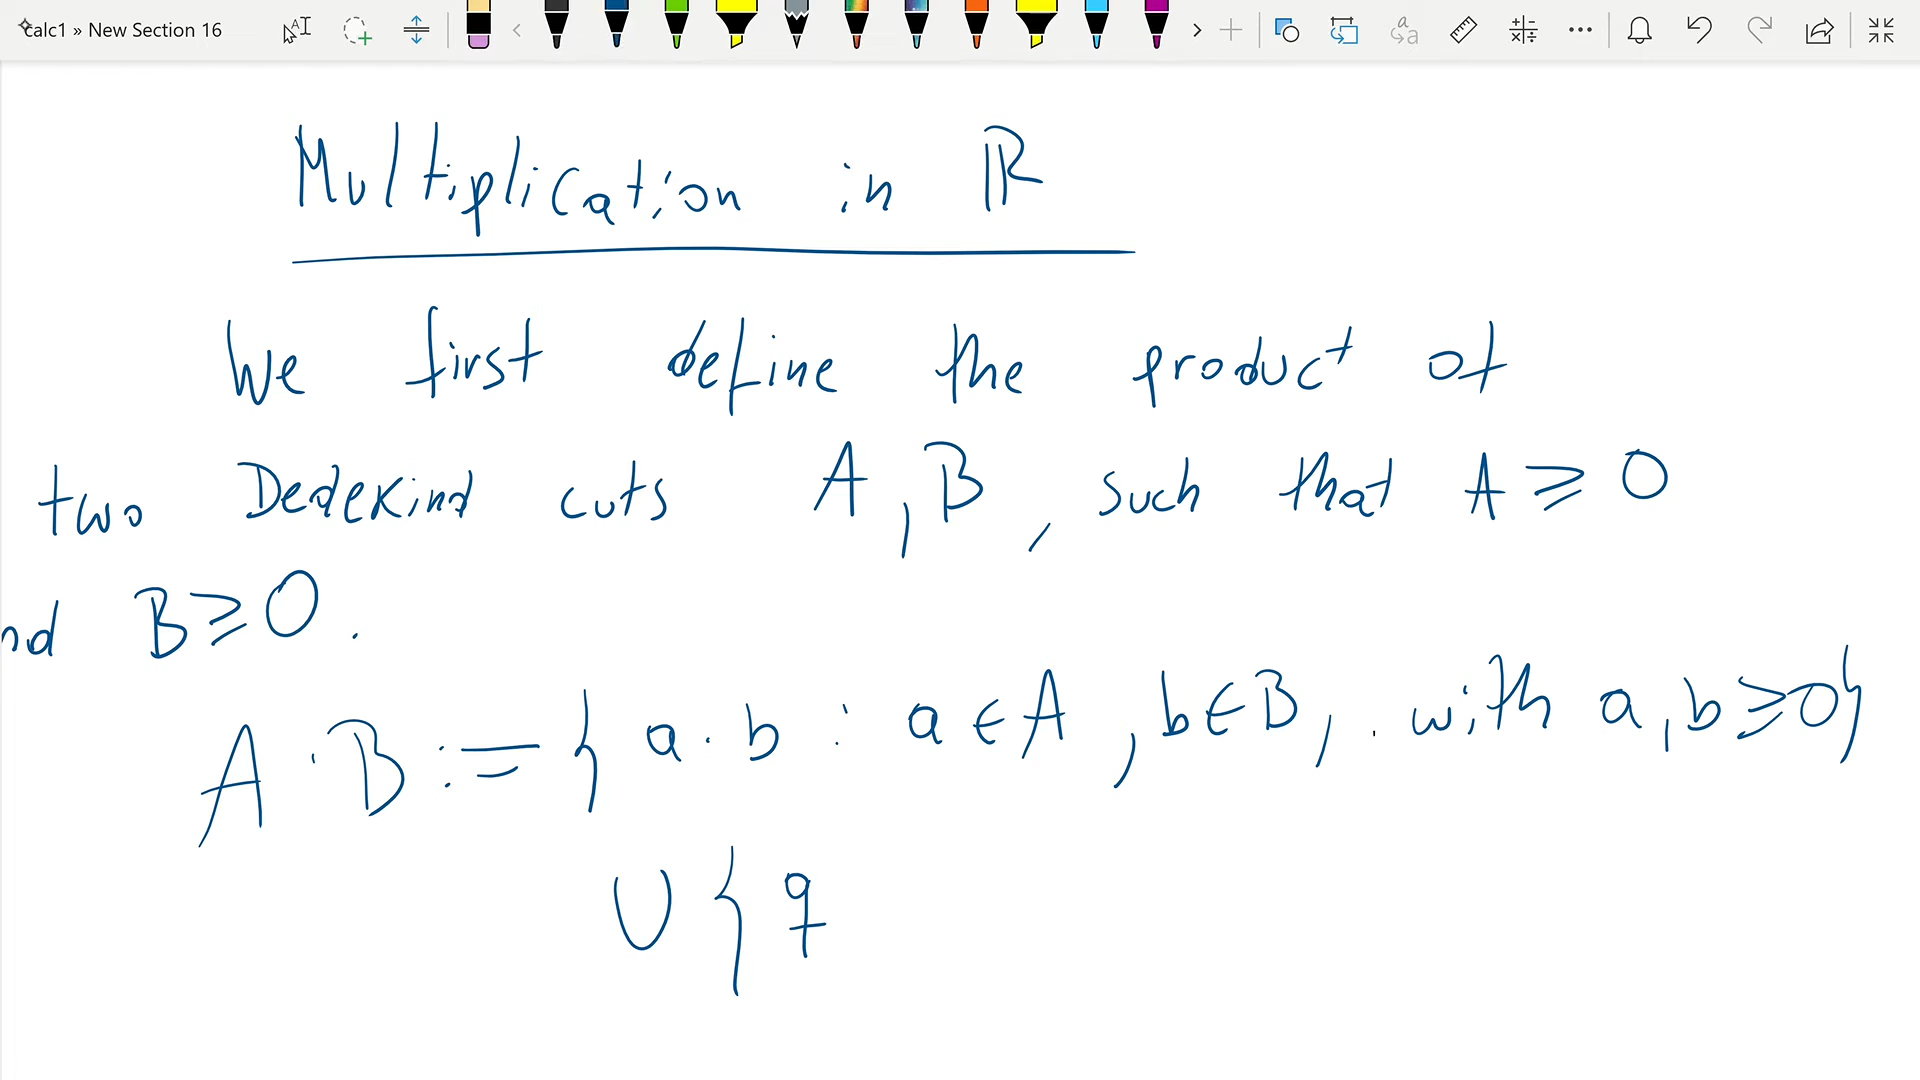 calc1 » New Section 16
Multiplication in ℝ
We first define the product of
two Dedekind cuts A, B, such that A ≥ 0
nd B ≥ 0.
A · B := { a · b : a ∈ A, b ∈ B, with a, b ≥ 0 }
∪ { q